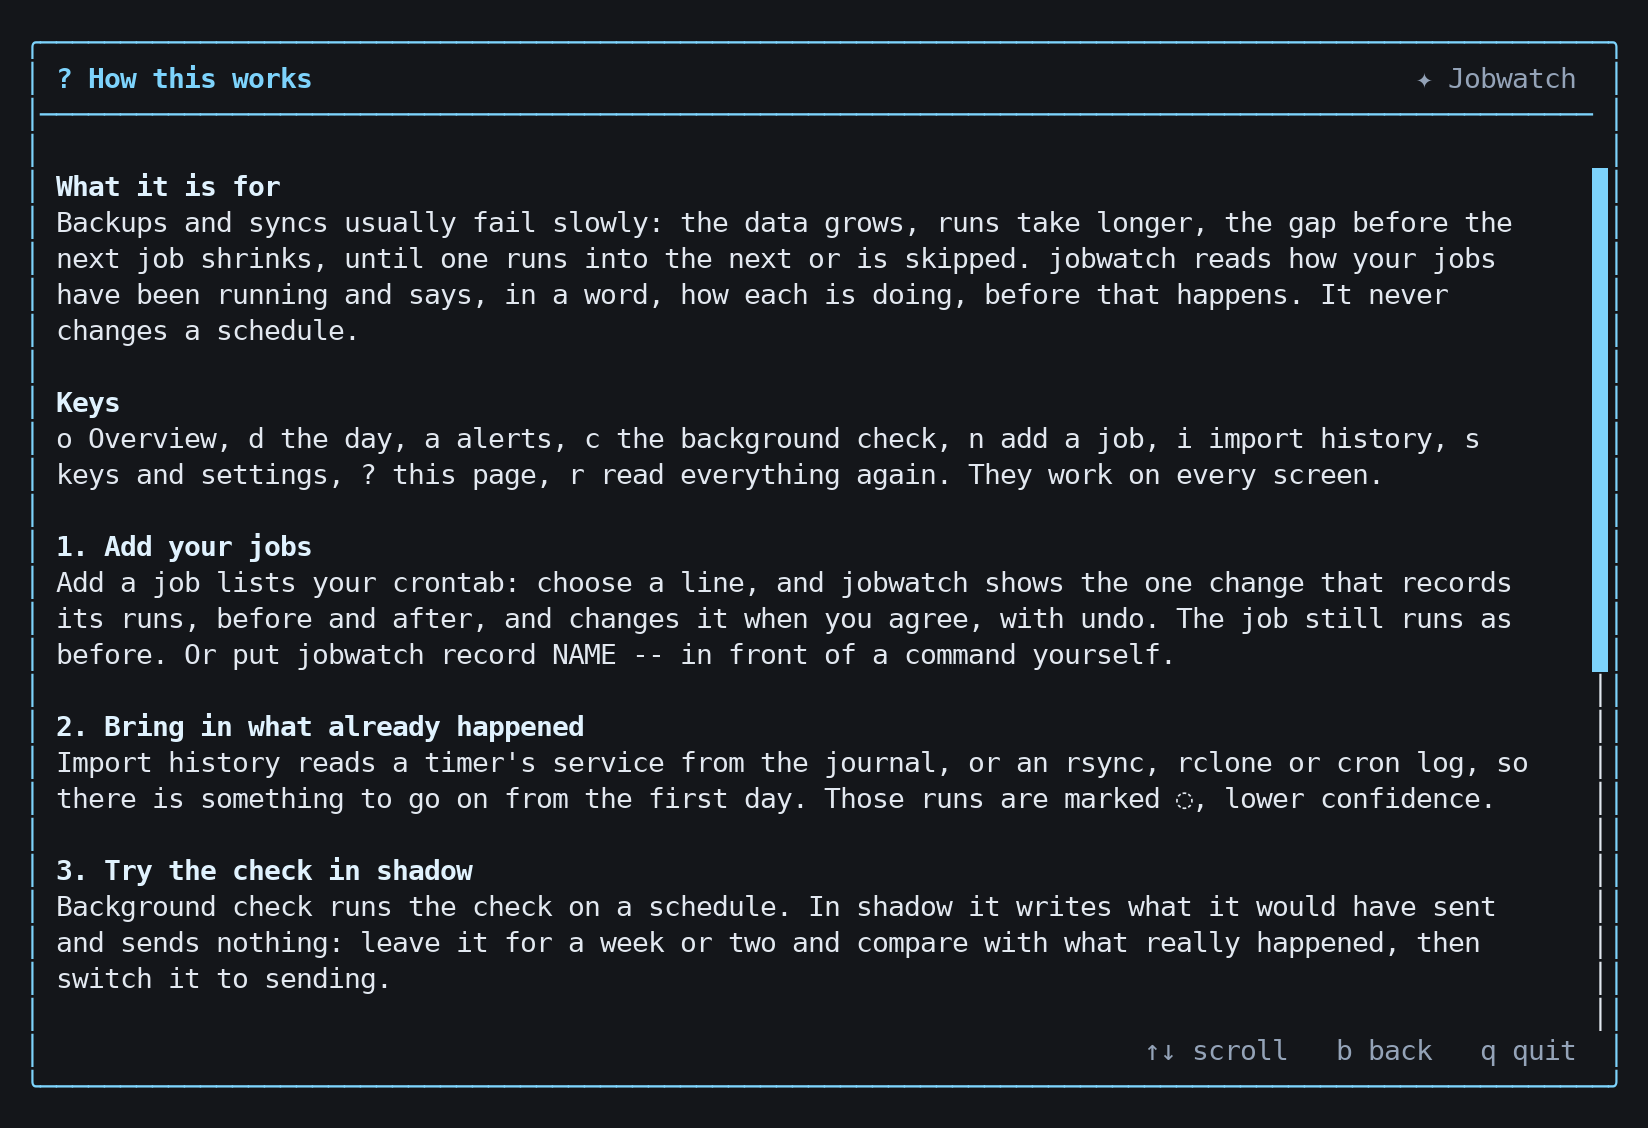 ? How this works
✦ Jobwatch
What it is for
Backups and syncs usually fail slowly: the data grows, runs take longer, the gap before the
next job shrinks, until one runs into the next or is skipped. jobwatch reads how your jobs
have been running and says, in a word, how each is doing, before that happens. It never
changes a schedule.
Keys
o Overview, d the day, a alerts, c the background check, n add a job, i import history, s
keys and settings, ? this page, r read everything again. They work on every screen.
1. Add your jobs
Add a job lists your crontab: choose a line, and jobwatch shows the one change that records
its runs, before and after, and changes it when you agree, with undo. The job still runs as
before. Or put jobwatch record NAME -- in front of a command yourself.
2. Bring in what already happened
Import history reads a timer's service from the journal, or an rsync, rclone or cron log, so
there is something to go on from the first day. Those runs are marked ◌, lower confidence.
3. Try the check in shadow
Background check runs the check on a schedule. In shadow it writes what it would have sent
and sends nothing: leave it for a week or two and compare with what really happened, then
switch it to sending.
↑↓ scroll   b back   q quit